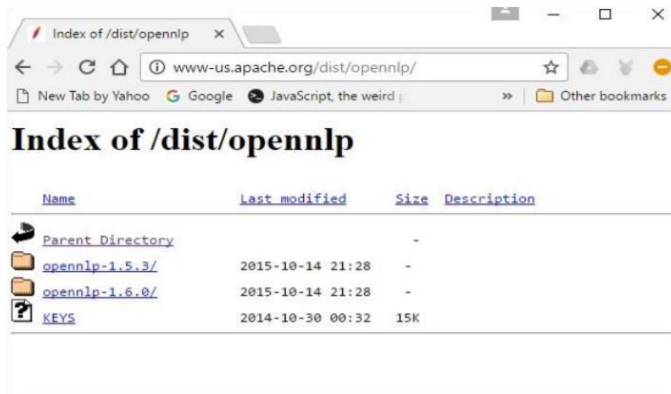 Index of /dist/opennlp
www-us.apache.org/dist/opennlp/
New Tab by Yahoo Google JavaScript, the weird » Other bookmarks
Index of /dist/opennlp
Name Last modified Size Description
Parent Directory -
opennlp-1.5.3/ 2015-10-14 21:28 -
opennlp-1.6.0/ 2015-10-14 21:28 -
KEYS 2014-10-30 00:32 15K